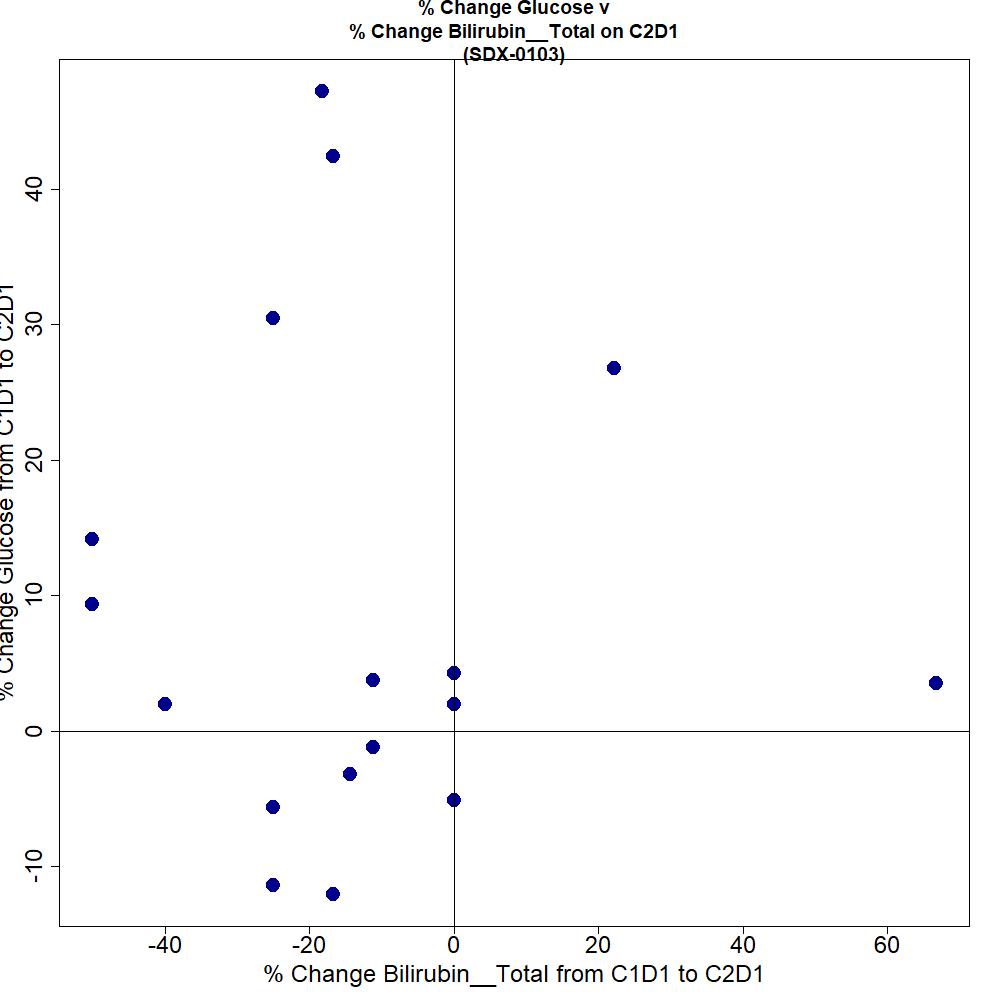 % Change Glucose v
% Change Bilirubin__Total on C2D1
(SDX-0103)
% Change Glucose from C1D1 to C2D1
40
30
20
10
0
-10
-40
-20
0
20
40
60
% Change Bilirubin__Total from C1D1 to C2D1